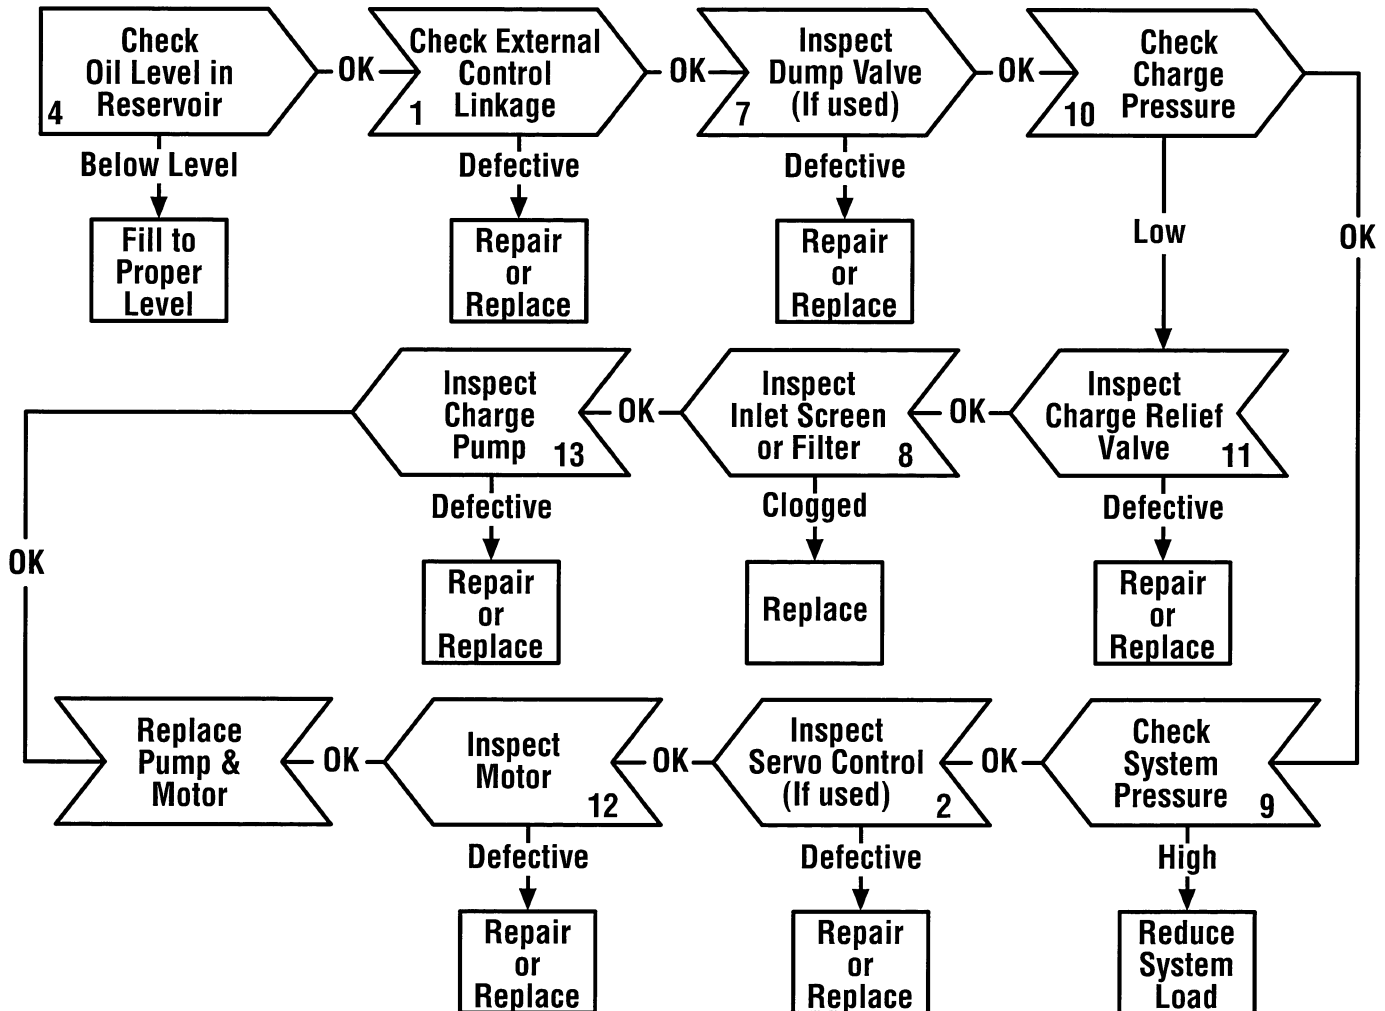 Check
Oil Level in
Reservoir
4
OK
Check External
Control
Linkage
1
OK
Inspect
Dump Valve
(If used)
7
OK
Check
Charge
Pressure
10
Below Level
Defective
Defective
Low
OK
Fill to
Proper
Level
Repair
or
Replace
Repair
or
Replace
Inspect
Charge
Pump
13
OK
Inspect
Inlet Screen
or Filter
8
OK
Inspect
Charge Relief
Valve
11
OK
Defective
Clogged
Defective
Repair
or
Replace
Replace
Repair
or
Replace
Replace
Pump &
Motor
OK
Inspect
Motor
12
OK
Inspect
Servo Control
(If used)
2
OK
Check
System
Pressure
9
Defective
Defective
High
Repair
or
Replace
Repair
or
Replace
Reduce
System
Load